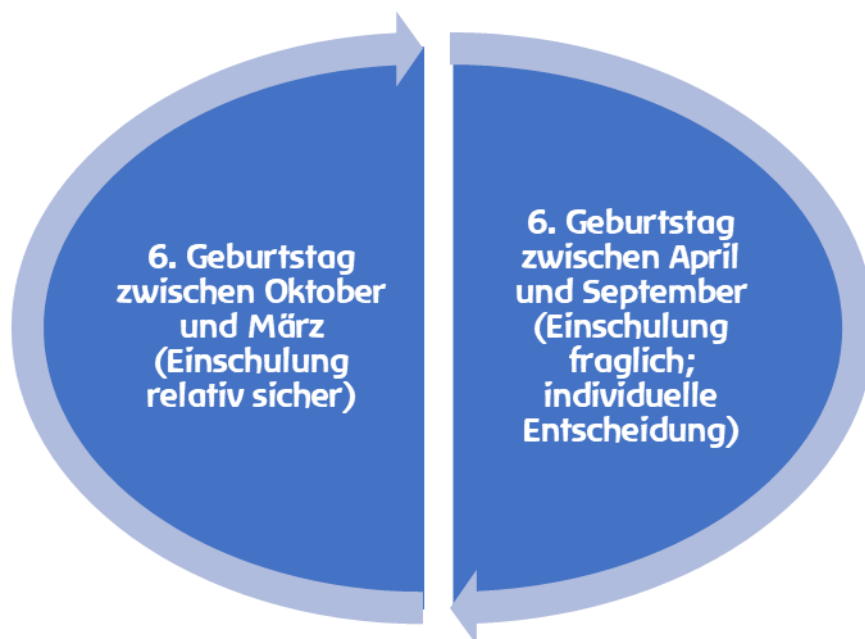 6. Geburtstag
zwischen Oktober
und März
(Einschulung
relativ sicher)
6. Geburtstag
zwischen April
und September
(Einschulung
fraglich;
individuelle
Entscheidung)